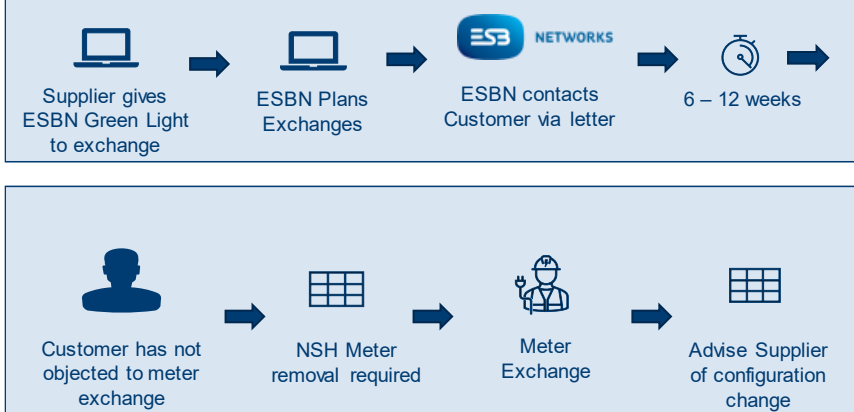 Supplier gives
ESBN Green Light
to exchange
ESBN Plans
Exchanges
ESB NETWORKS
ESBN contacts
Customer via letter
6 – 12 weeks
Customer has not
objected to meter
exchange
NSH Meter
removal required
Meter
Exchange
Advise Supplier
of configuration
change